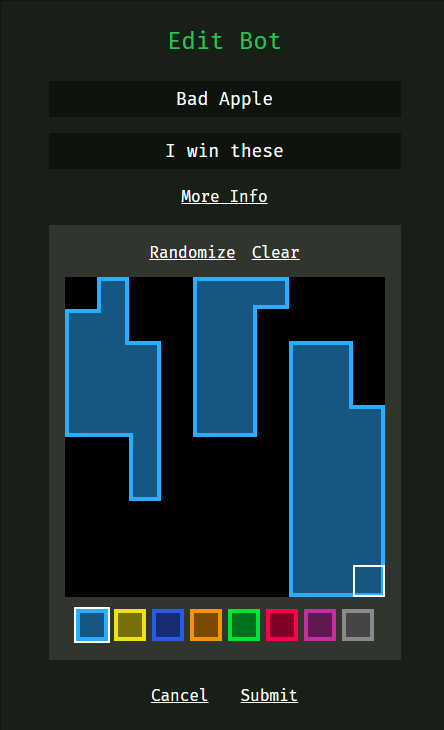 Edit Bot
Bad Apple
I win these
More Info
Randomize Clear
Cancel Submit